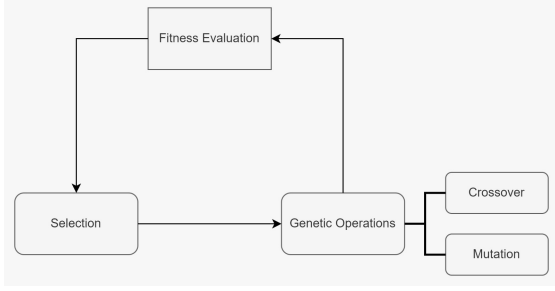 Fitness Evaluation
Selection
Genetic Operations
Crossover
Mutation